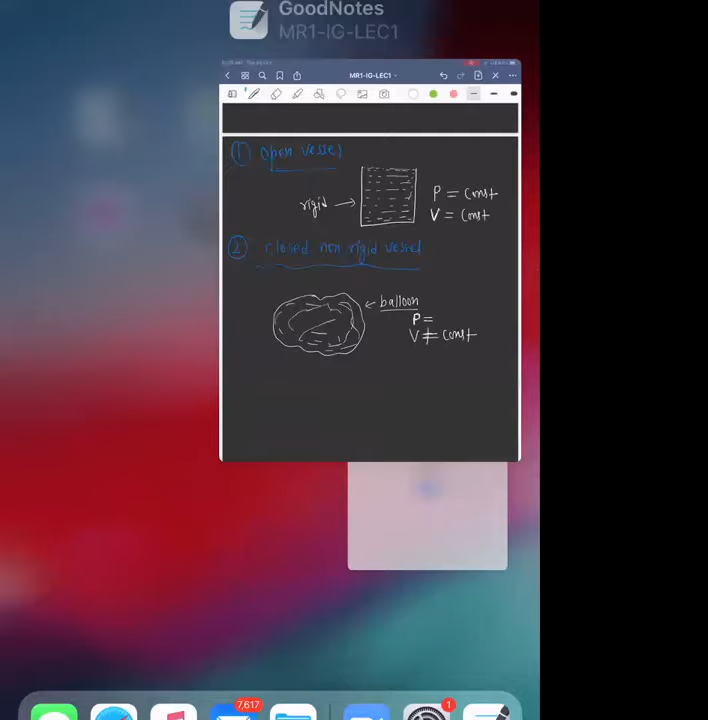 GoodNotes
MR1-IG-LEC1
MR1-IG-LEC1
① open vessel
rigid →
P = const
V = const
② closed non rigid vessel
← balloon
P =
V ≠ const
7,617
1